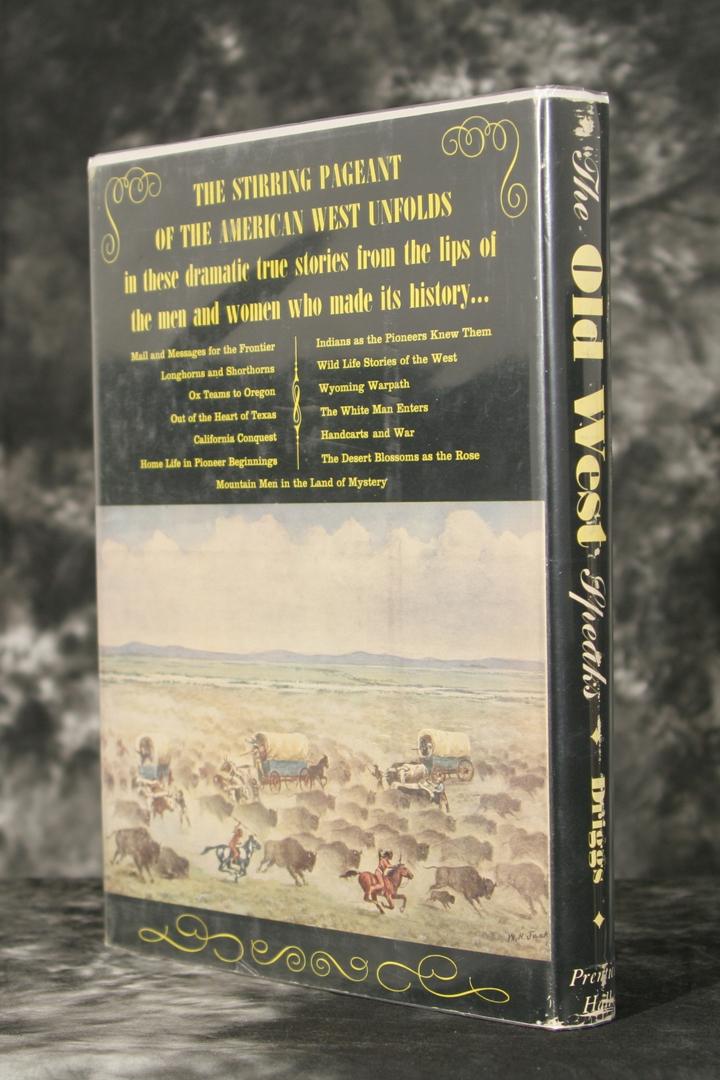 THE STIRRING PAGEANT
OF THE AMERICAN WEST UNFOLDS
in these dramatic true stories from the lips of
the men and women who made its history...
Mail and Messages for the Frontier
Longhorns and Shorthorns
Ox Teams to Oregon
Out of the Heart of Texas
California Conquest
Home Life in Pioneer Beginnings
Indians as the Pioneers Knew Them
Wild Life Stories of the West
Wyoming Warpath
The White Man Enters
Handcarts and War
The Desert Blossoms as the Rose
Mountain Men in the Land of Mystery
The Old West Speaks
Driggs